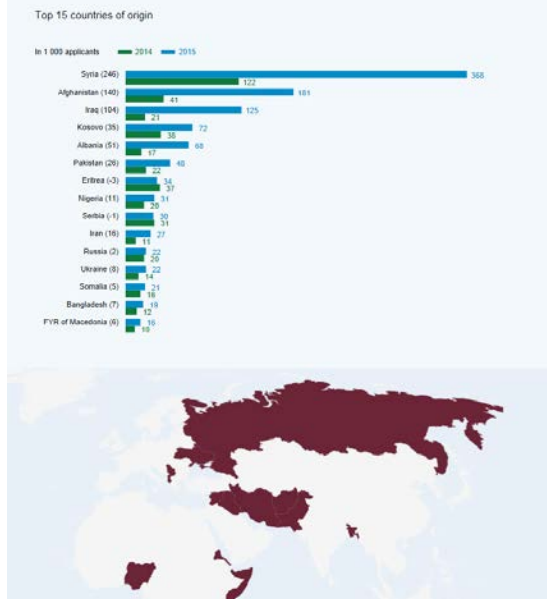 Top 15 countries of origin
In 1 000 applicants 2014 2015
Syria (246) 368
122
Afghanistan (140) 181
41
Iraq (104) 125
21
Kosovo (35) 72
38
Albania (51) 68
17
Pakistan (26) 48
22
Eritrea (-3) 34
37
Nigeria (11) 31
20
Serbia (-1) 30
31
Iran (16) 27
11
Russia (2) 22
20
Ukraine (8) 22
14
Somalia (5) 21
16
Bangladesh (7) 19
12
FYR of Macedonia (6) 16
10